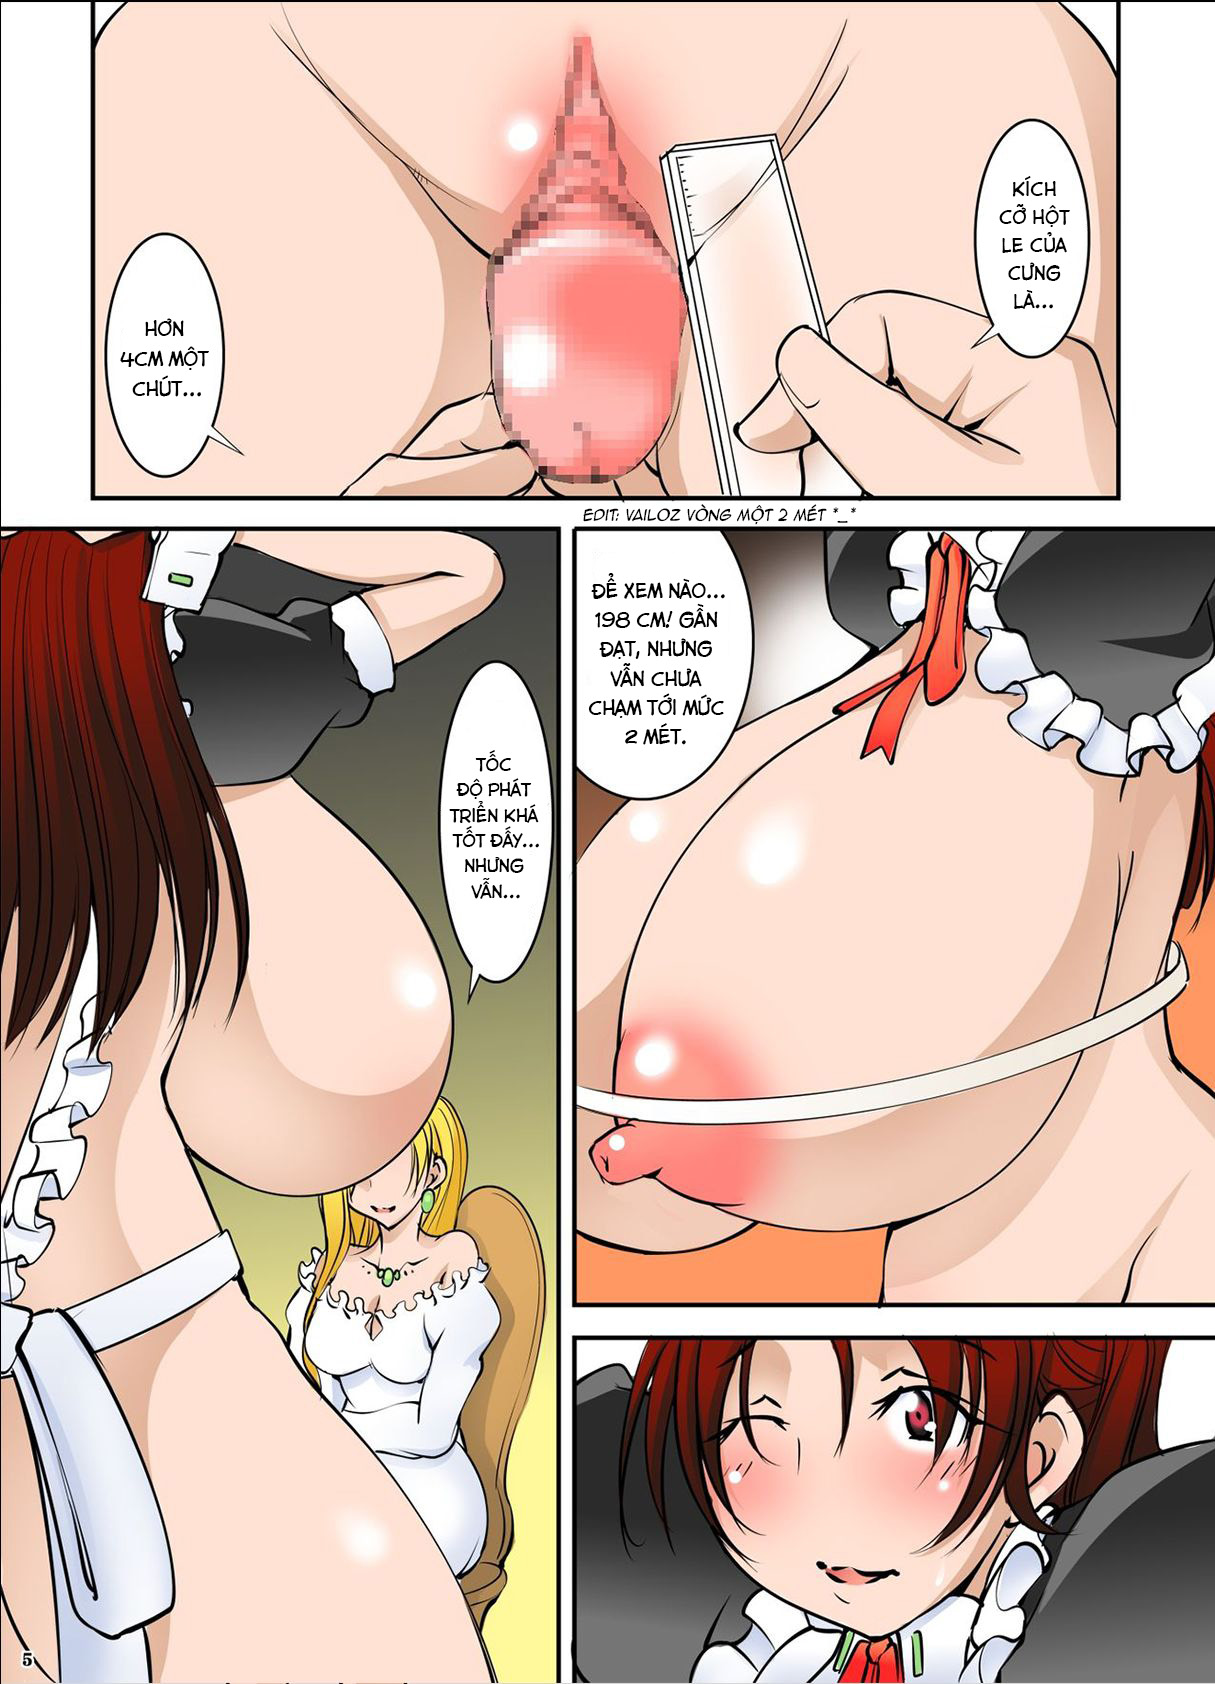 KÍCH
CỠ HỘT
LE CỦA
CƯNG
LÀ...
HƠN
4CM MỘT
CHÚT...
EDIT: VAILOZ VÒNG MỘT 2 MÉT *_*
ĐỂ XEM NÀO...
198 CM! GẦN
ĐẠT, NHƯNG
VẪN CHƯA
CHẠM TỚI MỨC
2 MÉT.
TỐC
ĐỘ PHÁT
TRIỂN KHÁ
TỐT ĐẤY...
NHƯNG
VẪN...
5